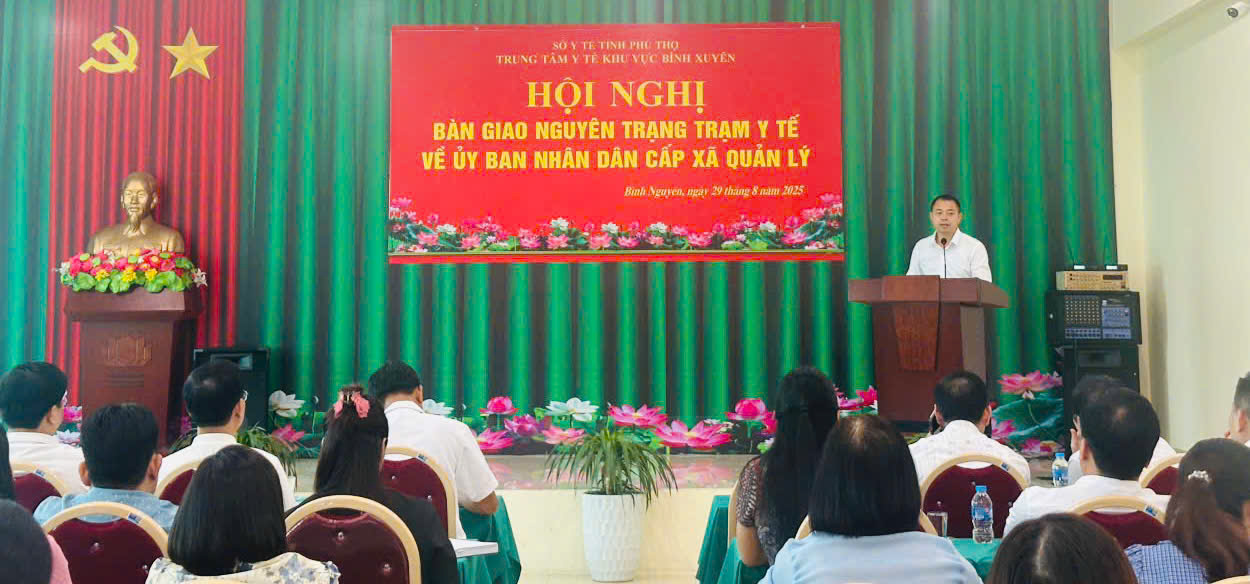 SỞ Y TẾ TỈNH PHÚ THỌ
TRUNG TÂM Y TẾ KHU VỰC BÌNH XUYÊN
HỘI NGHỊ
BÀN GIAO NGUYÊN TRẠNG TRẠM Y TẾ
VỀ ỦY BAN NHÂN DÂN CẤP XÃ QUẢN LÝ
Bình Nguyên, ngày 29 tháng 8 năm 2025